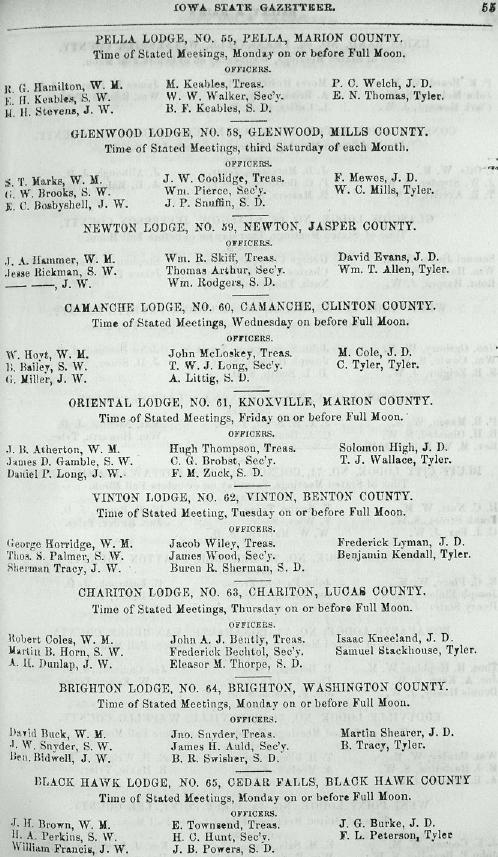 IOWA STATE GAZETTEER. 55
PELLA LODGE, NO. 55, PELLA, MARION COUNTY.
Time of Stated Meetings, Monday on or before Full Moon.
OFFICERS.
R. G. Hamilton, W. M. M. Keables, Treas. P. C. Welch, J. D.
E. H. Keables, S. W. W. W. Walker, Sec'y. E. N. Thomas, Tyler.
M. H. Stevens, J. W. B. F. Keables, S. D.
GLENWOOD LODGE, NO. 58, GLENWOOD, MILLS COUNTY.
Time of Stated Meetings, third Saturday of each Month.
OFFICERS.
S. T. Marks, W. M. J. W. Coolidge, Treas. F. Mewes, J. D.
G. W. Brooks, S. W. Wm. Pierce, Sec'y. W. C. Mills, Tyler.
E. C. Bosbyshell, J. W. J. P. Snuffin, S. D.
NEWTON LODGE, NO. 59, NEWTON, JASPER COUNTY.
OFFICERS.
J. A. Hammer, W. M. Wm. R. Skiff, Treas. David Evans, J. D.
Jesse Rickman, S. W. Thomas Arthur, Sec'y. Wm. T. Allen, Tyler.
—— ——, J. W. Wm. Rodgers, S. D.
CAMANCHE LODGE, NO. 60, CAMANCHE, CLINTON COUNTY.
Time of Stated Meetings, Wednesday on before Full Moon.
OFFICERS.
W. Hoyt, W. M. John McLoskey, Treas. M. Cole, J. D.
B. Bailey, S. W. T. W. J. Long, Sec'y. C. Tyler, Tyler.
G. Miller, J. W. A. Littig, S. D.
ORIENTAL LODGE, NO. 61, KNOXVILLE, MARION COUNTY.
Time of Stated Meetings, Friday on or before Full Moon.
OFFICERS.
J. B. Atherton, W. M. Hugh Thompson, Treas. Solomon High, J. D.
James D. Gamble, S. W. C. G. Brobst, Sec'y. T. J. Wallace, Tyler.
Daniel P. Long, J. W. F. M. Zuck, S. D.
VINTON LODGE, NO. 62, VINTON, BENTON COUNTY.
Time of Stated Meeting, Tuesday on or before Full Moon.
OFFICERS.
George Horridge, W. M. Jacob Wiley, Treas. Frederick Lyman, J. D.
Thos. S. Palmer, S. W. James Wood, Sec'y. Benjamin Kendall, Tyler.
Sherman Tracy, J. W. Buren R. Sherman, S. D.
CHARITON LODGE, NO. 63, CHARITON, LUCAS COUNTY.
Time of Stated Meetings, Thursday on or before Full Moon.
OFFICERS.
Robert Coles, W. M. John A. J. Bently, Treas. Isaac Kneeland, J. D.
Martin B. Horn, S. W. Frederick Bechtol, Sec'y. Samuel Stackhouse, Tyler.
A. H. Dunlap, J. W. Eleasor M. Thorpe, S. D.
BRIGHTON LODGE, NO. 64, BRIGHTON, WASHINGTON COUNTY.
Time of Stated Meetings, Monday on or before Full Moon.
OFFICERS.
David Buck, W. M. Jno. Snyder, Treas. Martin Shearer, J. D.
J. W. Snyder, S. W. James H. Auld, Sec'y. B. Tracy, Tyler.
Ben. Bidwell, J. W. B. R. Swisher, S. D.
BLACK HAWK LODGE, NO. 65, CEDAR FALLS, BLACK HAWK COUNTY
Time of Stated Meetings, Monday on or before Full Moon.
OFFICERS.
J. H. Brown, W. M. E. Townsend, Treas. J. G. Burke, J. D.
H. A. Perkins, S. W. H. C. Hunt, Sec'y. F. L. Peterson, Tyler
William Francis, J. W. J. B. Powers, S. D.